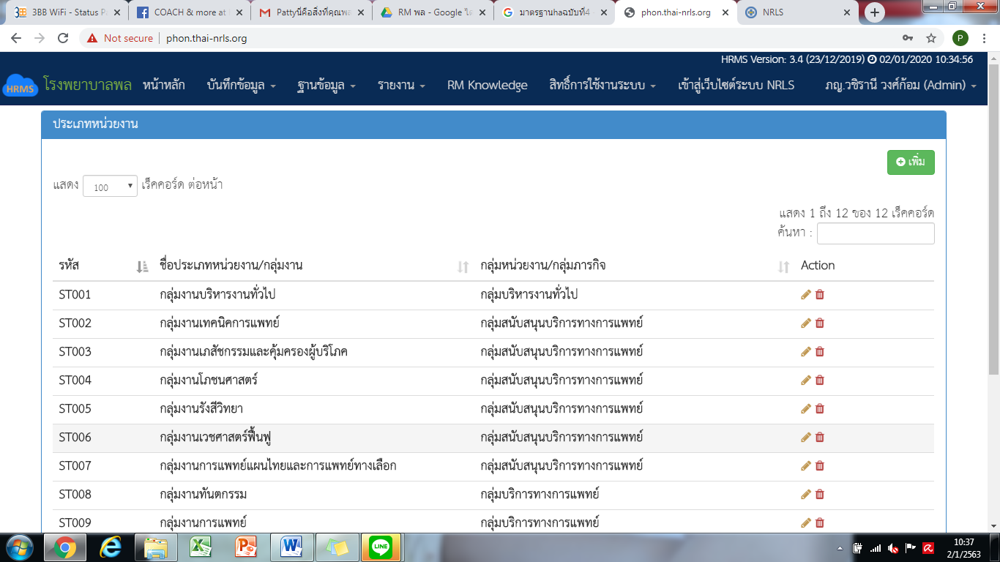 3BB WiFi - Status P
COACH & more at
Pattyนี่คือสิ่งที่คุณพล
RM พล - Google ไ
มาตรฐานhaฉบับที่4
phon.thai-nrls.org
NRLS
Not secure
phon.thai-nrls.org
P
HRMS Version: 3.4 (23/12/2019) 02/01/2020 10:34:56
HRMS โรงพยาบาลพล หน้าหลัก บันทึกข้อมูล ฐานข้อมูล รายงาน RM Knowledge สิทธิ์การใช้งานระบบ เข้าสู่เว็บไซต์ระบบ NRLS ภญ.วชิรานี วงศ์ก้อม (Admin)
ประเภทหน่วยงาน
เพิ่ม
แสดง 100 เร็คคอร์ด ต่อหน้า
แสดง 1 ถึง 12 ของ 12 เร็คคอร์ด
ค้นหา :
รหัส ชื่อประเภทหน่วยงาน/กลุ่มงาน กลุ่มหน่วยงาน/กลุ่มภารกิจ Action
ST001 กลุ่มงานบริหารงานทั่วไป กลุ่มบริหารงานทั่วไป
ST002 กลุ่มงานเทคนิคการแพทย์ กลุ่มสนับสนุนบริการทางการแพทย์
ST003 กลุ่มงานเภสัชกรรมและคุ้มครองผู้บริโภค กลุ่มสนับสนุนบริการทางการแพทย์
ST004 กลุ่มงานโภชนศาสตร์ กลุ่มสนับสนุนบริการทางการแพทย์
ST005 กลุ่มงานรังสีวิทยา กลุ่มสนับสนุนบริการทางการแพทย์
ST006 กลุ่มงานเวชศาสตร์ฟื้นฟู กลุ่มสนับสนุนบริการทางการแพทย์
ST007 กลุ่มงานการแพทย์แผนไทยและการแพทย์ทางเลือก กลุ่มสนับสนุนบริการทางการแพทย์
ST008 กลุ่มงานทันตกรรม กลุ่มบริการทางการแพทย์
ST009 กลุ่มงานการแพทย์ กลุ่มบริการทางการแพทย์
LINE
10:37
2/1/2563